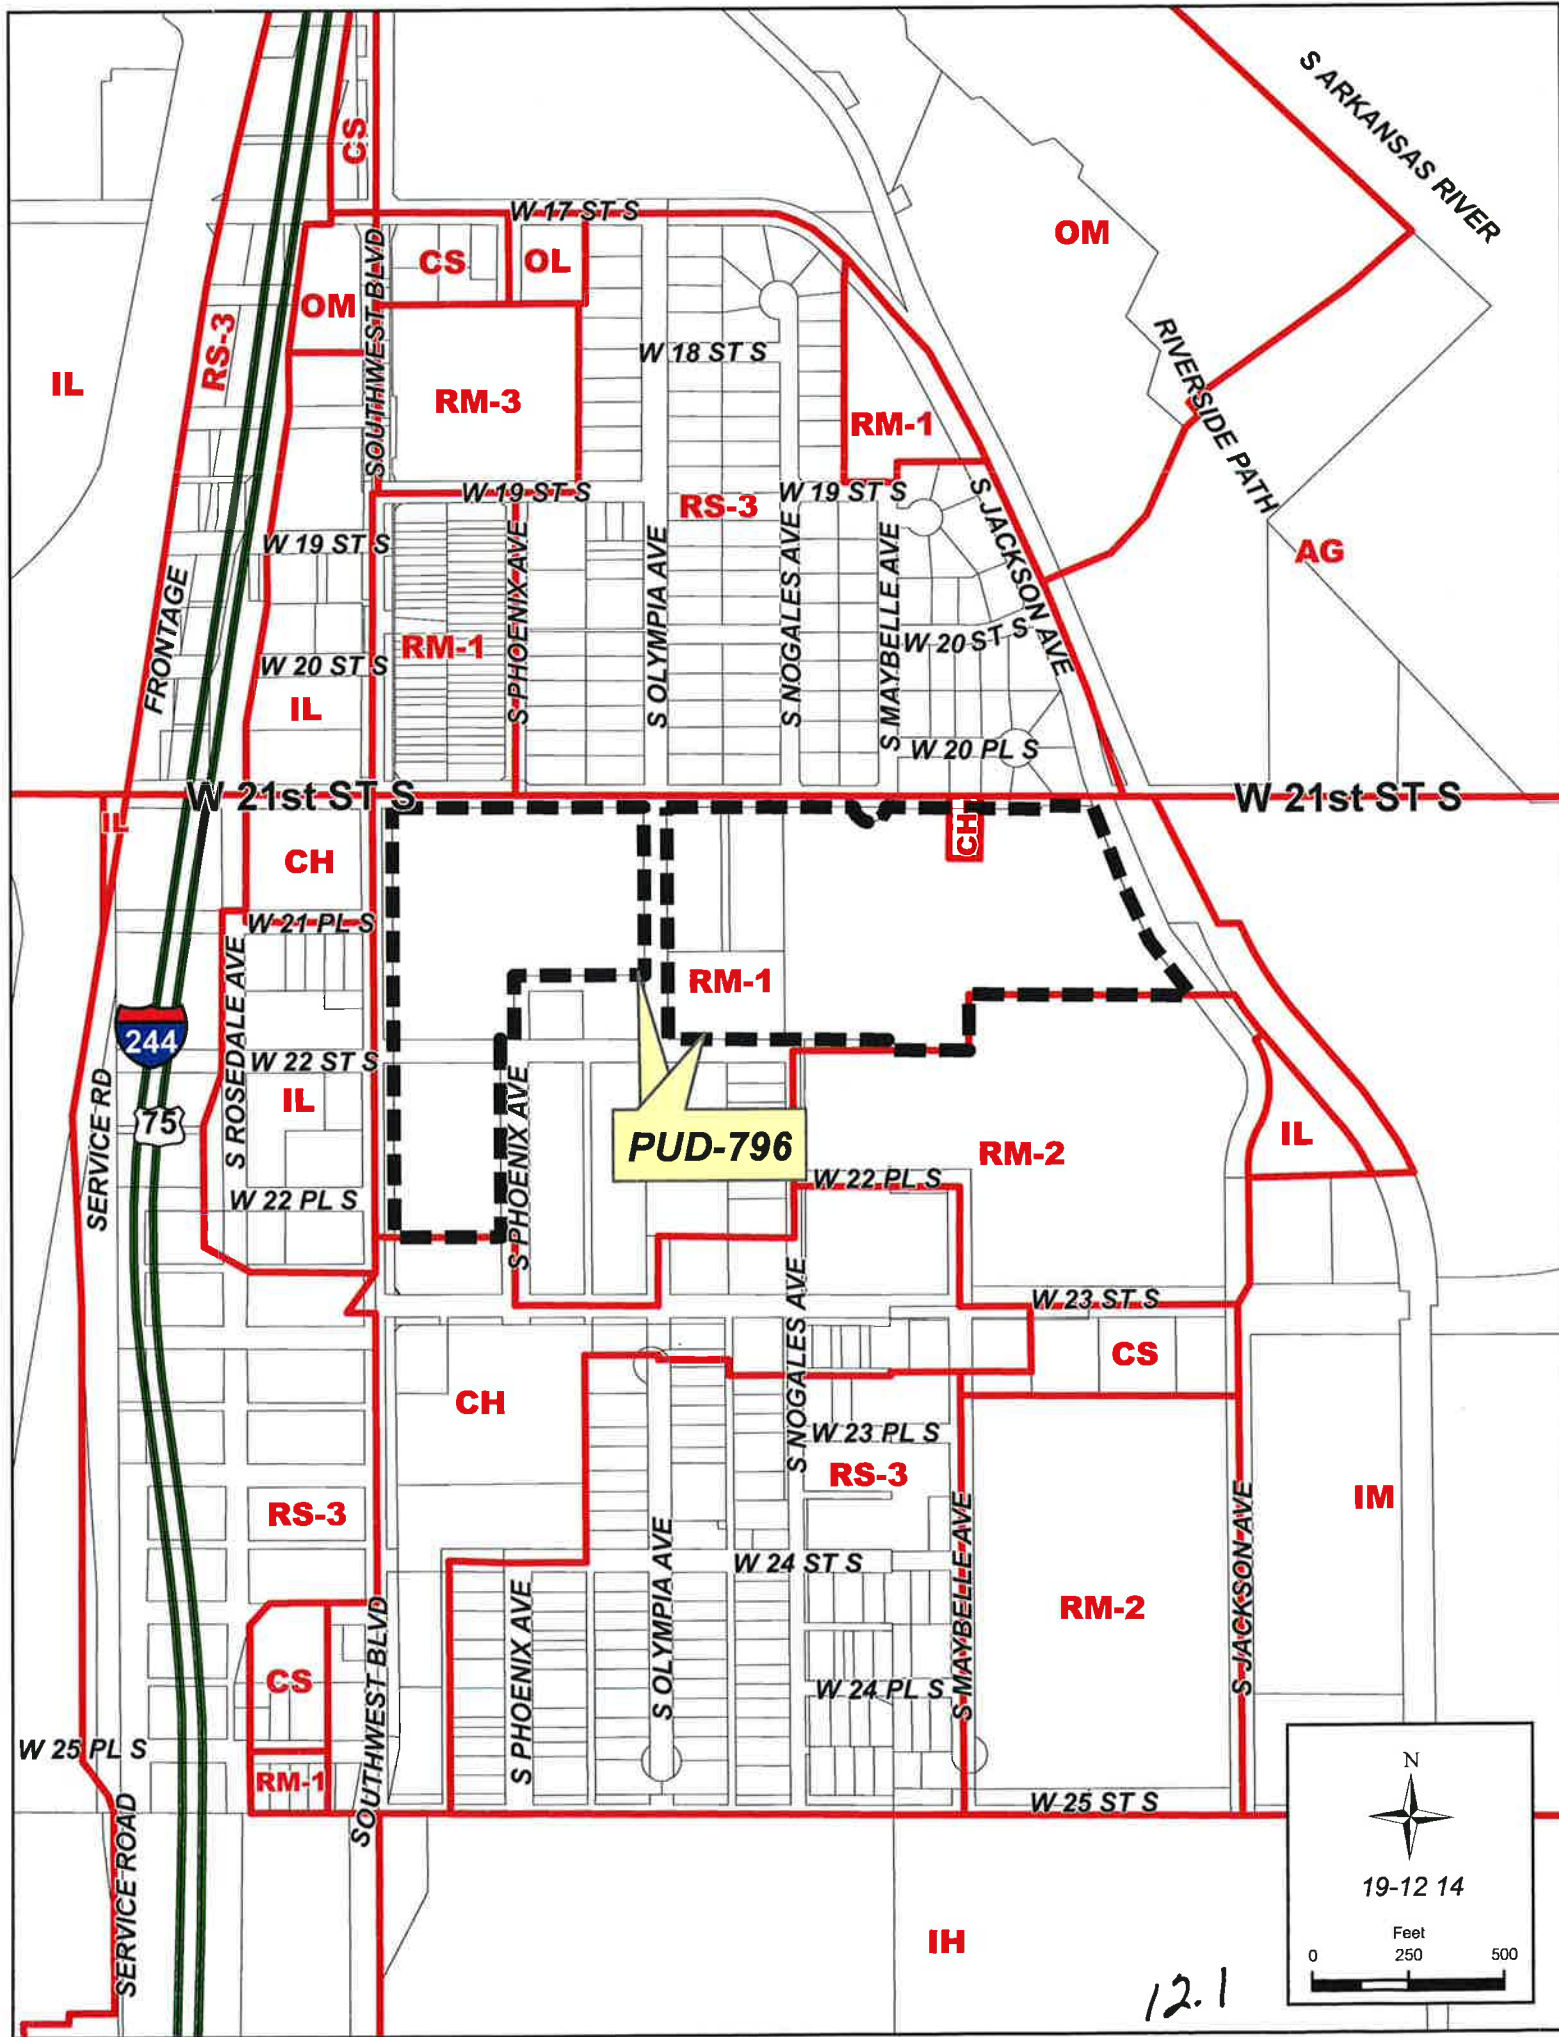 S ARKANSAS RIVER
CS
W 17 ST S
OM
CS
OL
SOUTHWEST BLVD
OM
RS-3
W 18 ST S
RIVERSIDE PATH
IL
RM-3
RM-1
W 19 ST S
W 19 ST S
RS-3
S JACKSON AVE
W 19 ST S
AG
FRONTAGE
S PHOENIX AVE
S OLYMPIA AVE
S NOGALES AVE
S MAYBELLE AVE
RM-1
W 20 ST S
W 20 ST S
IL
W 20 PL S
W 21st ST S
W 21st ST S
IL
CH
CH
W 21 PL S
S ROSEDALE AVE
RM-1
244
W 22 ST S
IL
75
SERVICE RD
S PHOENIX AVE
PUD-796
RM-2
IL
W 22 PL S
W 22 PL S
S NOGALES AVE
W 23 ST S
CS
CH
W 23 PL S
RS-3
IM
RS-3
S OLYMPIA AVE
W 24 ST S
S MAYBELLE AVE
S JACKSON AVE
RM-2
S PHOENIX AVE
SOUTHWEST BLVD
CS
W 24 PL S
W 25 PL S
RM-1
W 25 ST S
SERVICE ROAD
N
19-12 14
Feet
0 250 500
IH
12.1